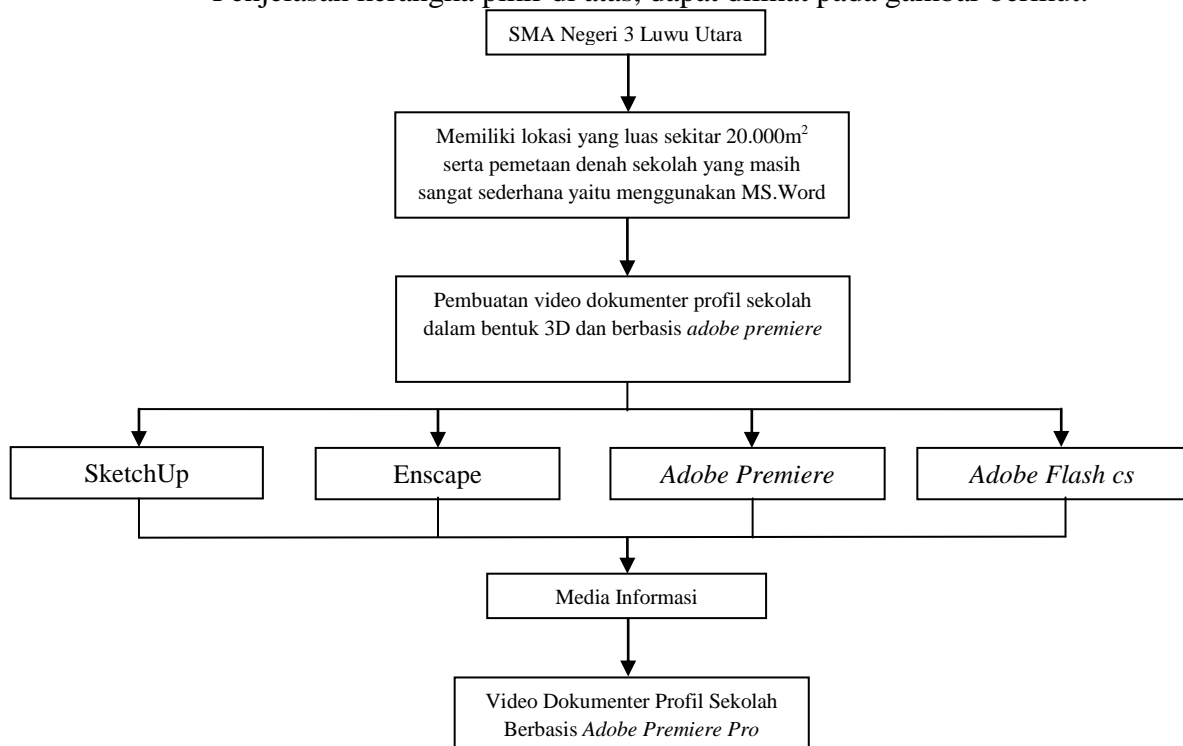 Penjelasan kerangka pikir di atas, dapat dilihat pada gambar berikut:
SMA Negeri 3 Luwu Utara
Memiliki lokasi yang luas sekitar 20.000m²
serta pemetaan denah sekolah yang masih
sangat sederhana yaitu menggunakan MS.Word
Pembuatan video dokumenter profil sekolah
dalam bentuk 3D dan berbasis adobe premiere
SketchUp
Enscape
Adobe Premiere
Adobe Flash cs
Media Informasi
Video Dokumenter Profil Sekolah
Berbasis Adobe Premiere Pro